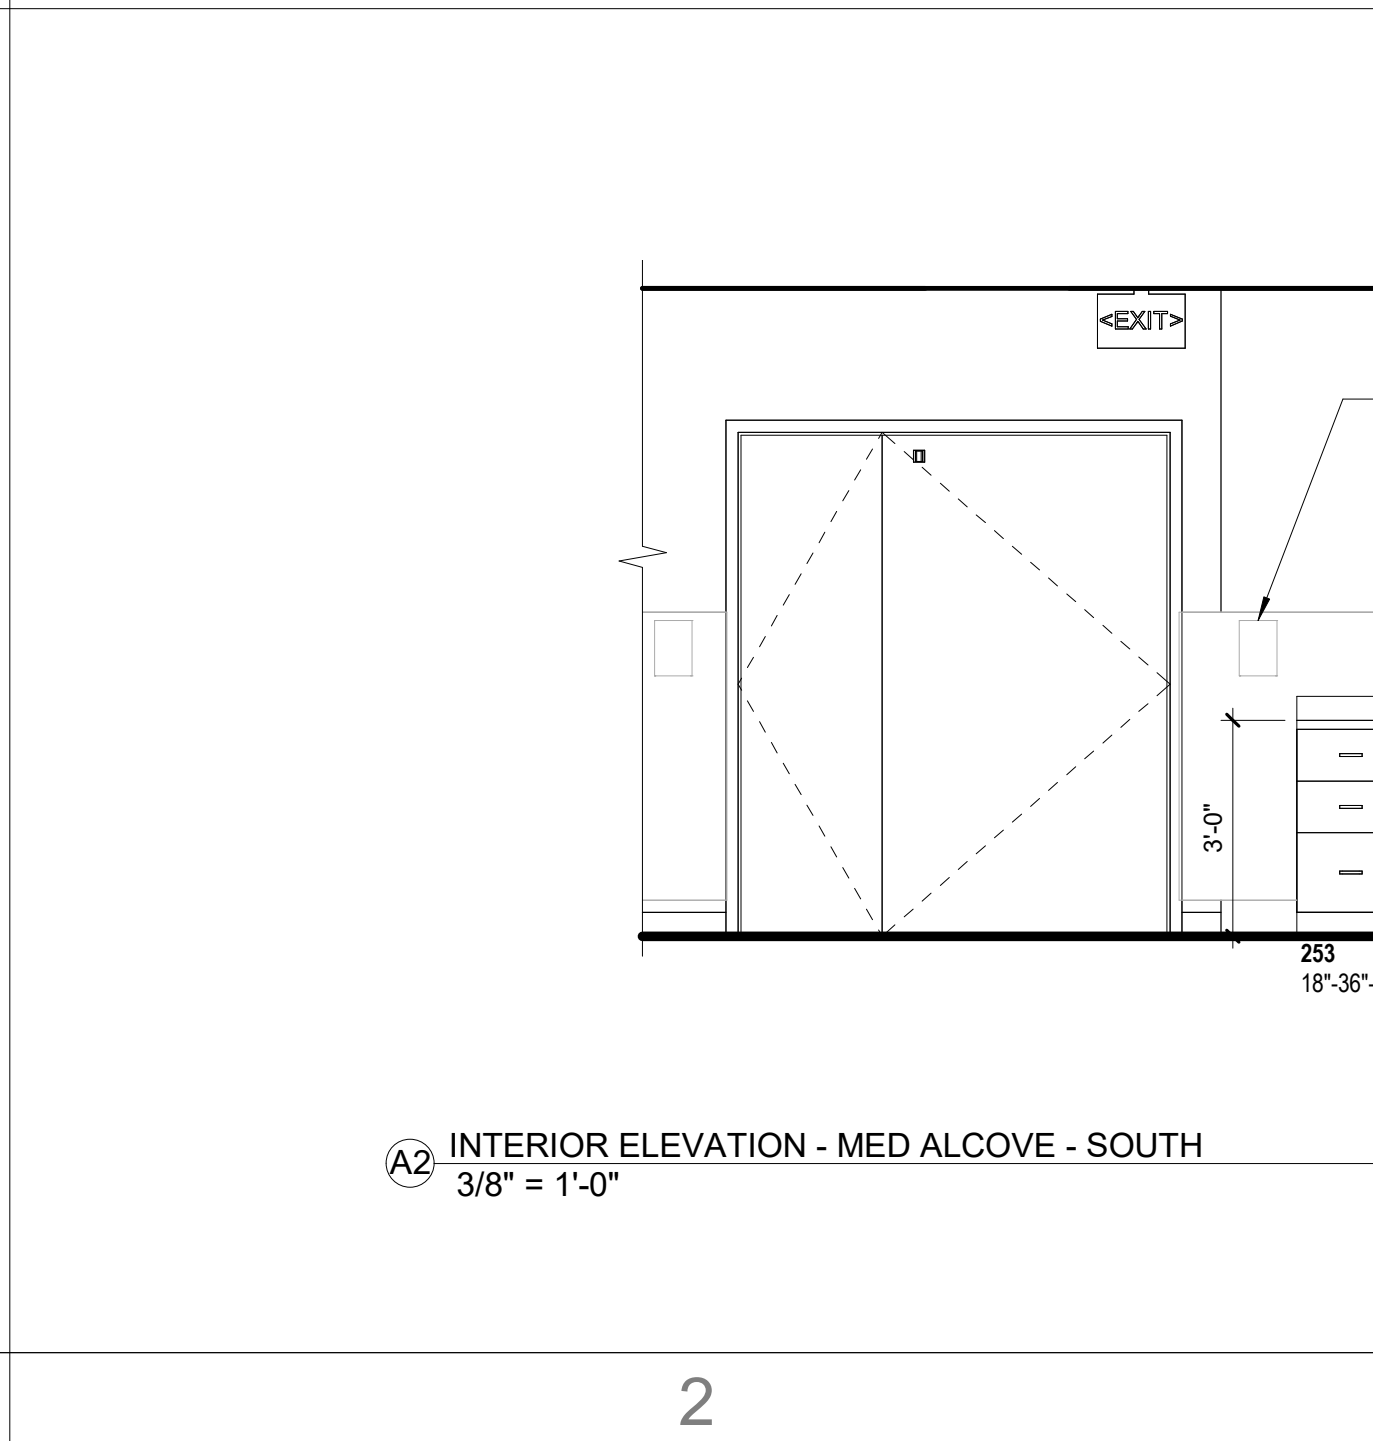 <EXIT>
3'-0"
253
18"-36"-
A2
INTERIOR ELEVATION - MED ALCOVE - SOUTH
3/8" = 1'-0"
2